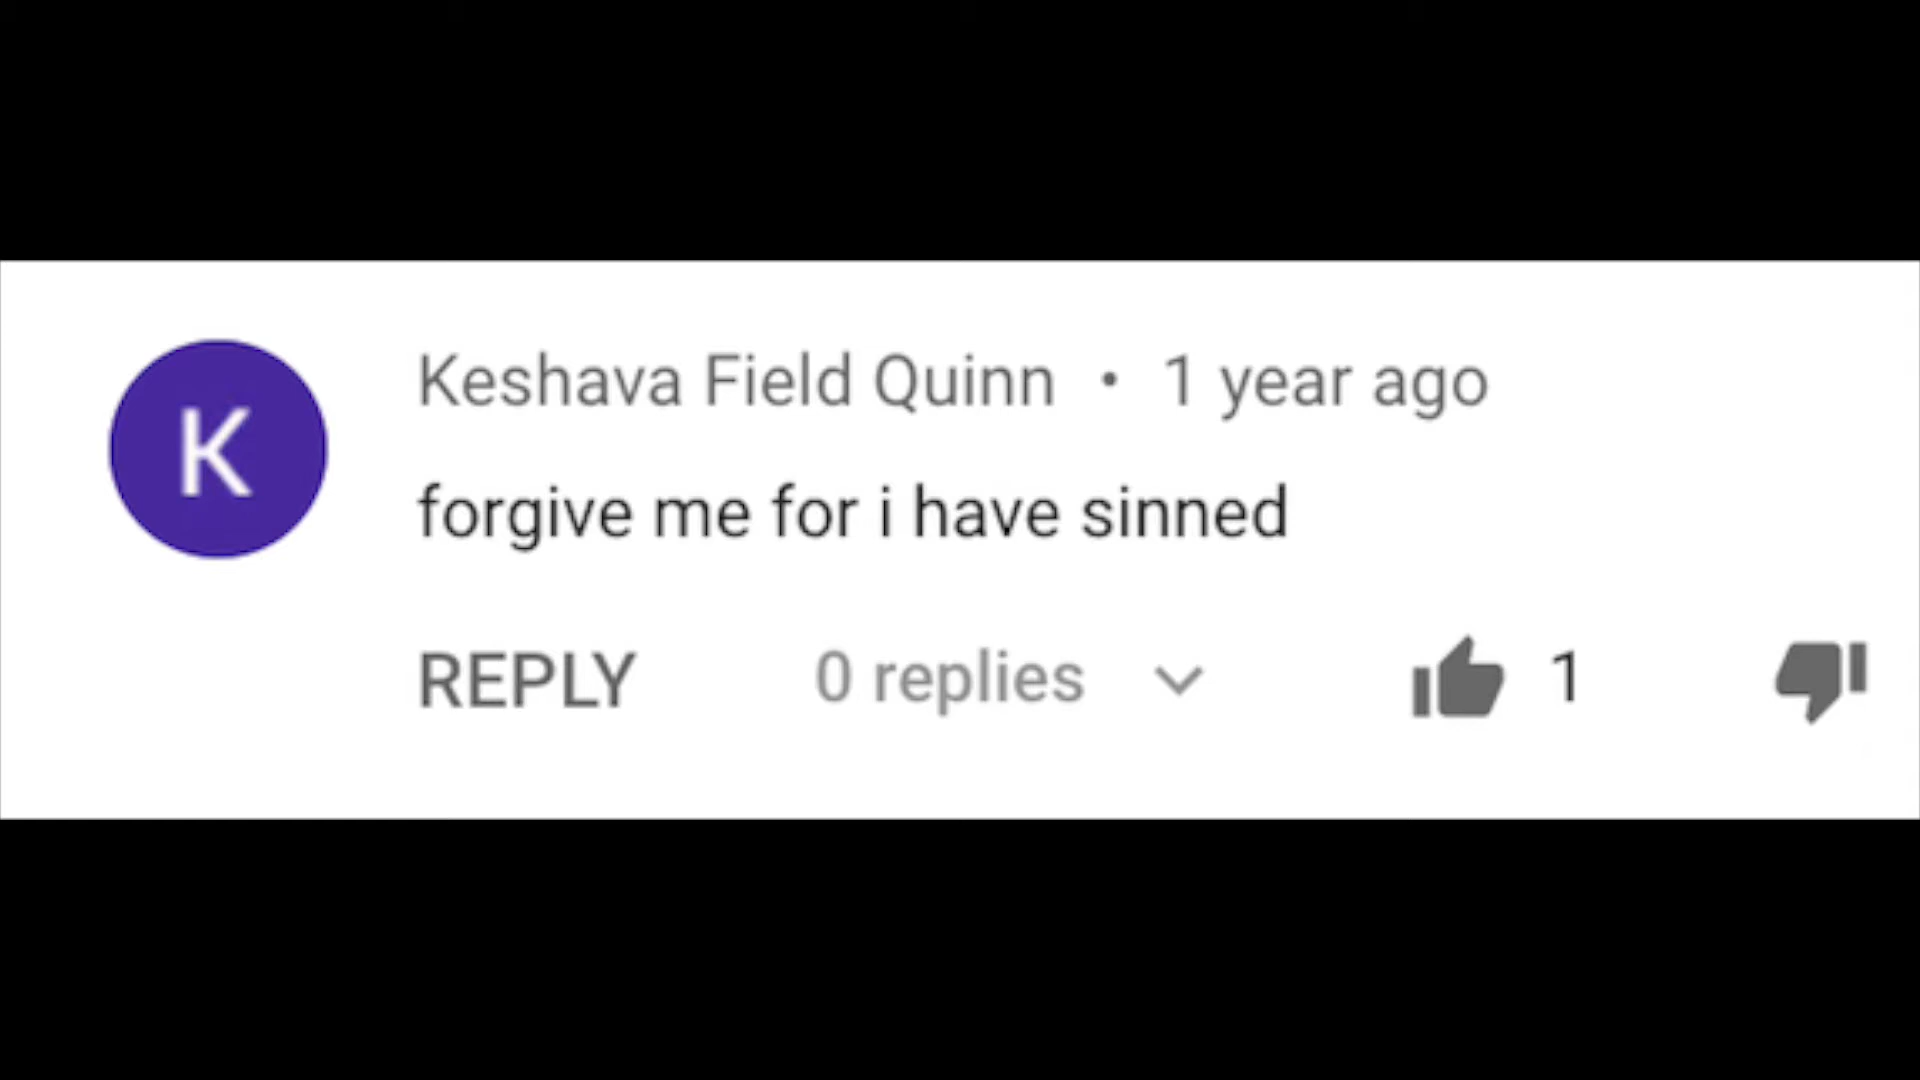 K
Keshava Field Quinn • 1 year ago
forgive me for i have sinned
REPLY 0 replies 1